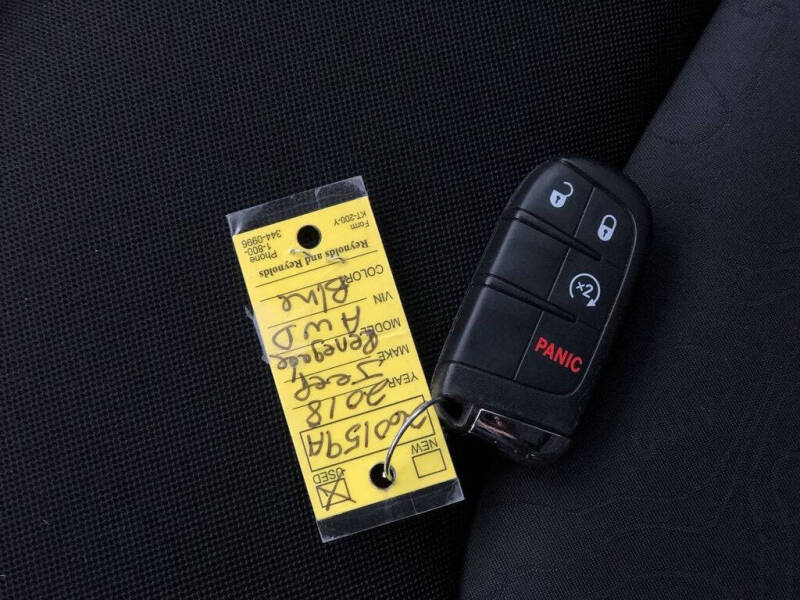 NEW USED
YEAR 2018
MAKE Jeep
MODEL Renegade
AWD
VIN
COLOR Blue
Reynolds and Reynolds
Form Phone
KT-200-Y 1-800-
344-0996
x2
PANIC